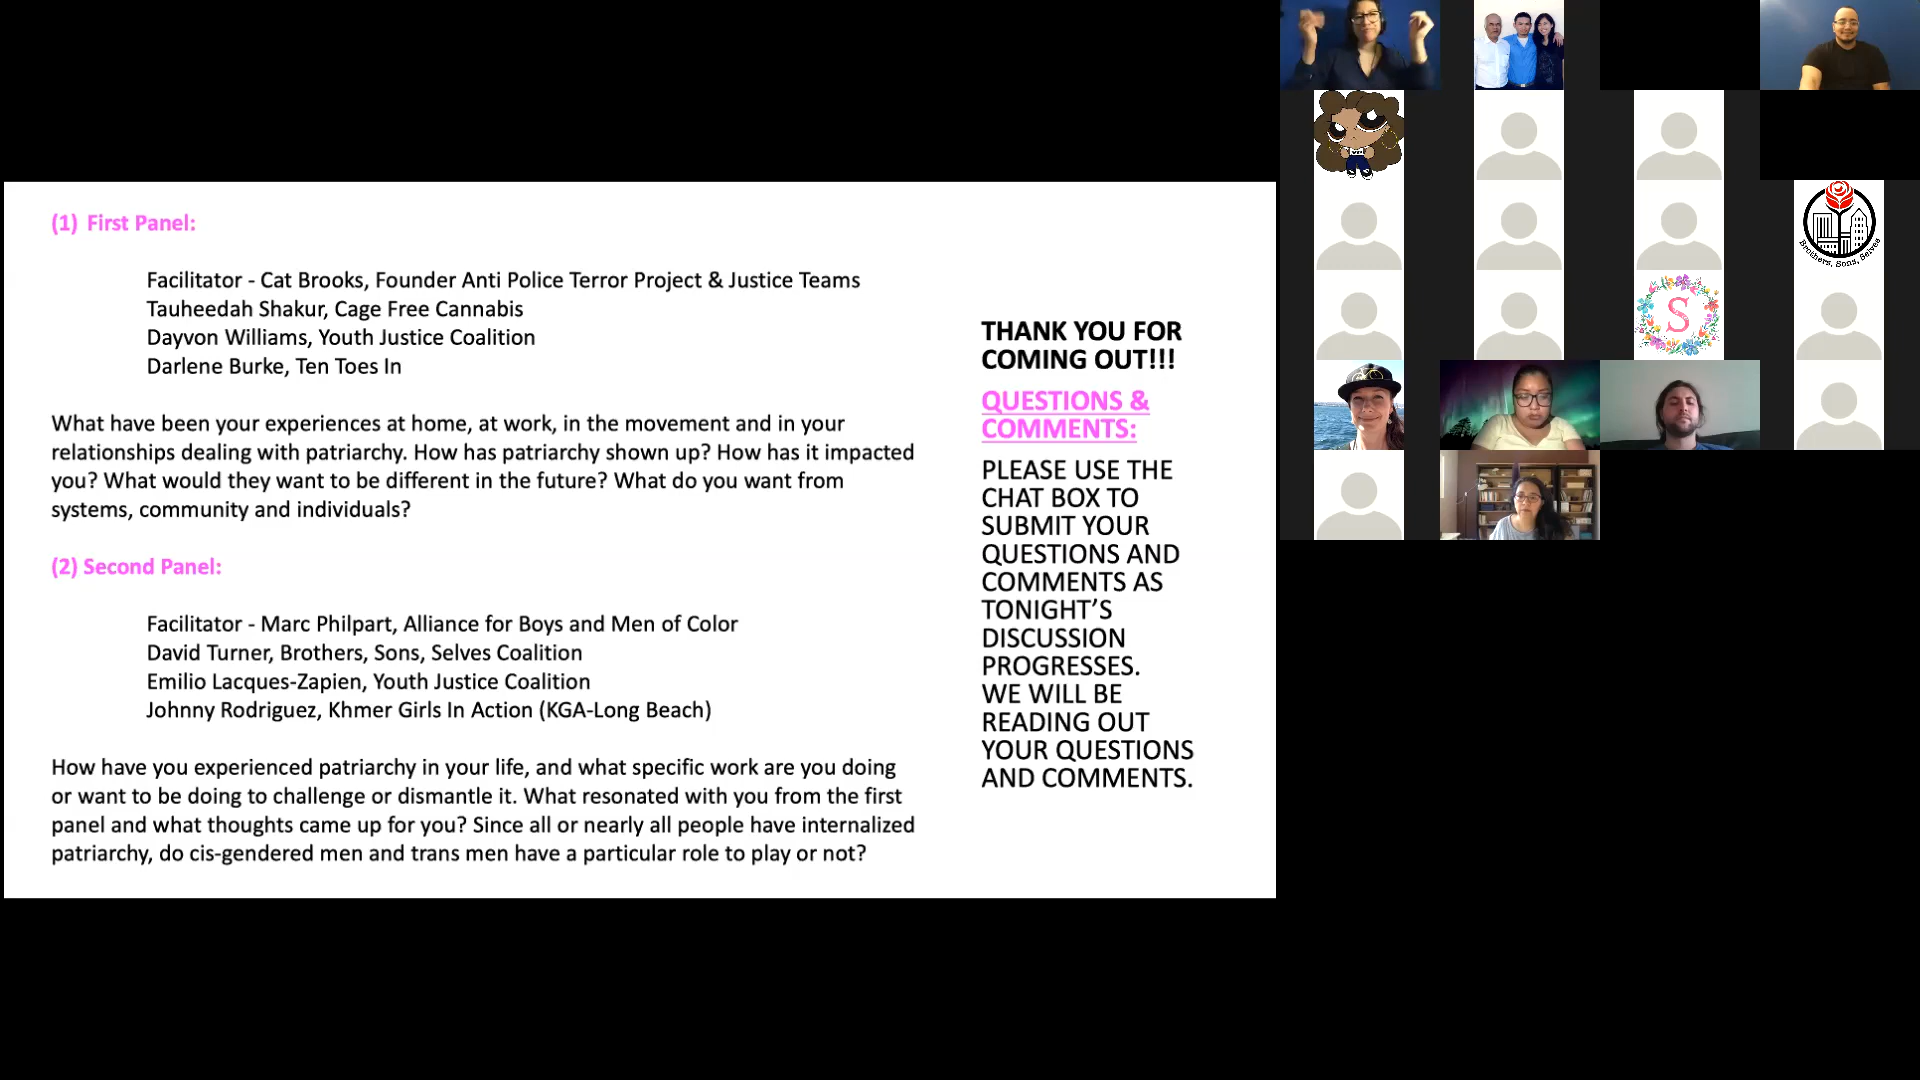 (1) First Panel:
Facilitator - Cat Brooks, Founder Anti Police Terror Project & Justice Teams
Tauheedah Shakur, Cage Free Cannabis
Dayvon Williams, Youth Justice Coalition
Darlene Burke, Ten Toes In
What have been your experiences at home, at work, in the movement and in your
relationships dealing with patriarchy. How has patriarchy shown up? How has it impacted
you? What would they want to be different in the future? What do you want from
systems, community and individuals?
(2) Second Panel:
Facilitator - Marc Philpart, Alliance for Boys and Men of Color
David Turner, Brothers, Sons, Selves Coalition
Emilio Lacques-Zapien, Youth Justice Coalition
Johnny Rodriguez, Khmer Girls In Action (KGA-Long Beach)
How have you experienced patriarchy in your life, and what specific work are you doing
or want to be doing to challenge or dismantle it. What resonated with you from the first
panel and what thoughts came up for you? Since all or nearly all people have internalized
patriarchy, do cis-gendered men and trans men have a particular role to play or not?
THANK YOU FOR
COMING OUT!!!
QUESTIONS &
COMMENTS:
PLEASE USE THE
CHAT BOX TO
SUBMIT YOUR
QUESTIONS AND
COMMENTS AS
TONIGHT'S
DISCUSSION
PROGRESSES.
WE WILL BE
READING OUT
YOUR QUESTIONS
AND COMMENTS.
Brothers, Sons, Selves
S